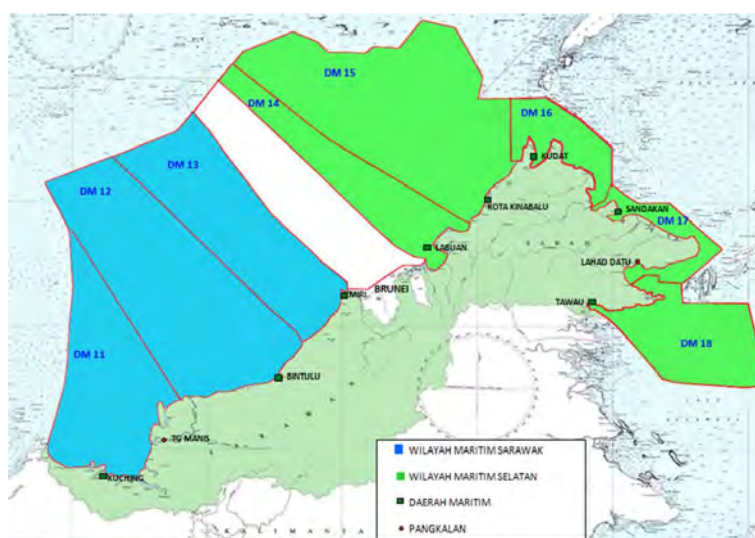 DM 15
DM 14
DM 16
DM 13
KUDAT
DM 12
KOTA KINABALU
SANDAKAN
DM 17
LABUAN
SABAH
LAHAD DATU
BRUNEI
MIRI
TAWAU
DM 18
DM 11
BINTULU
TG MANIS
KUCHING
WILAYAH MARITIM SARAWAK
WILAYAH MARITIM SELATAN
DAERAH MARITIM
PANGKALAN
KALIMANTA